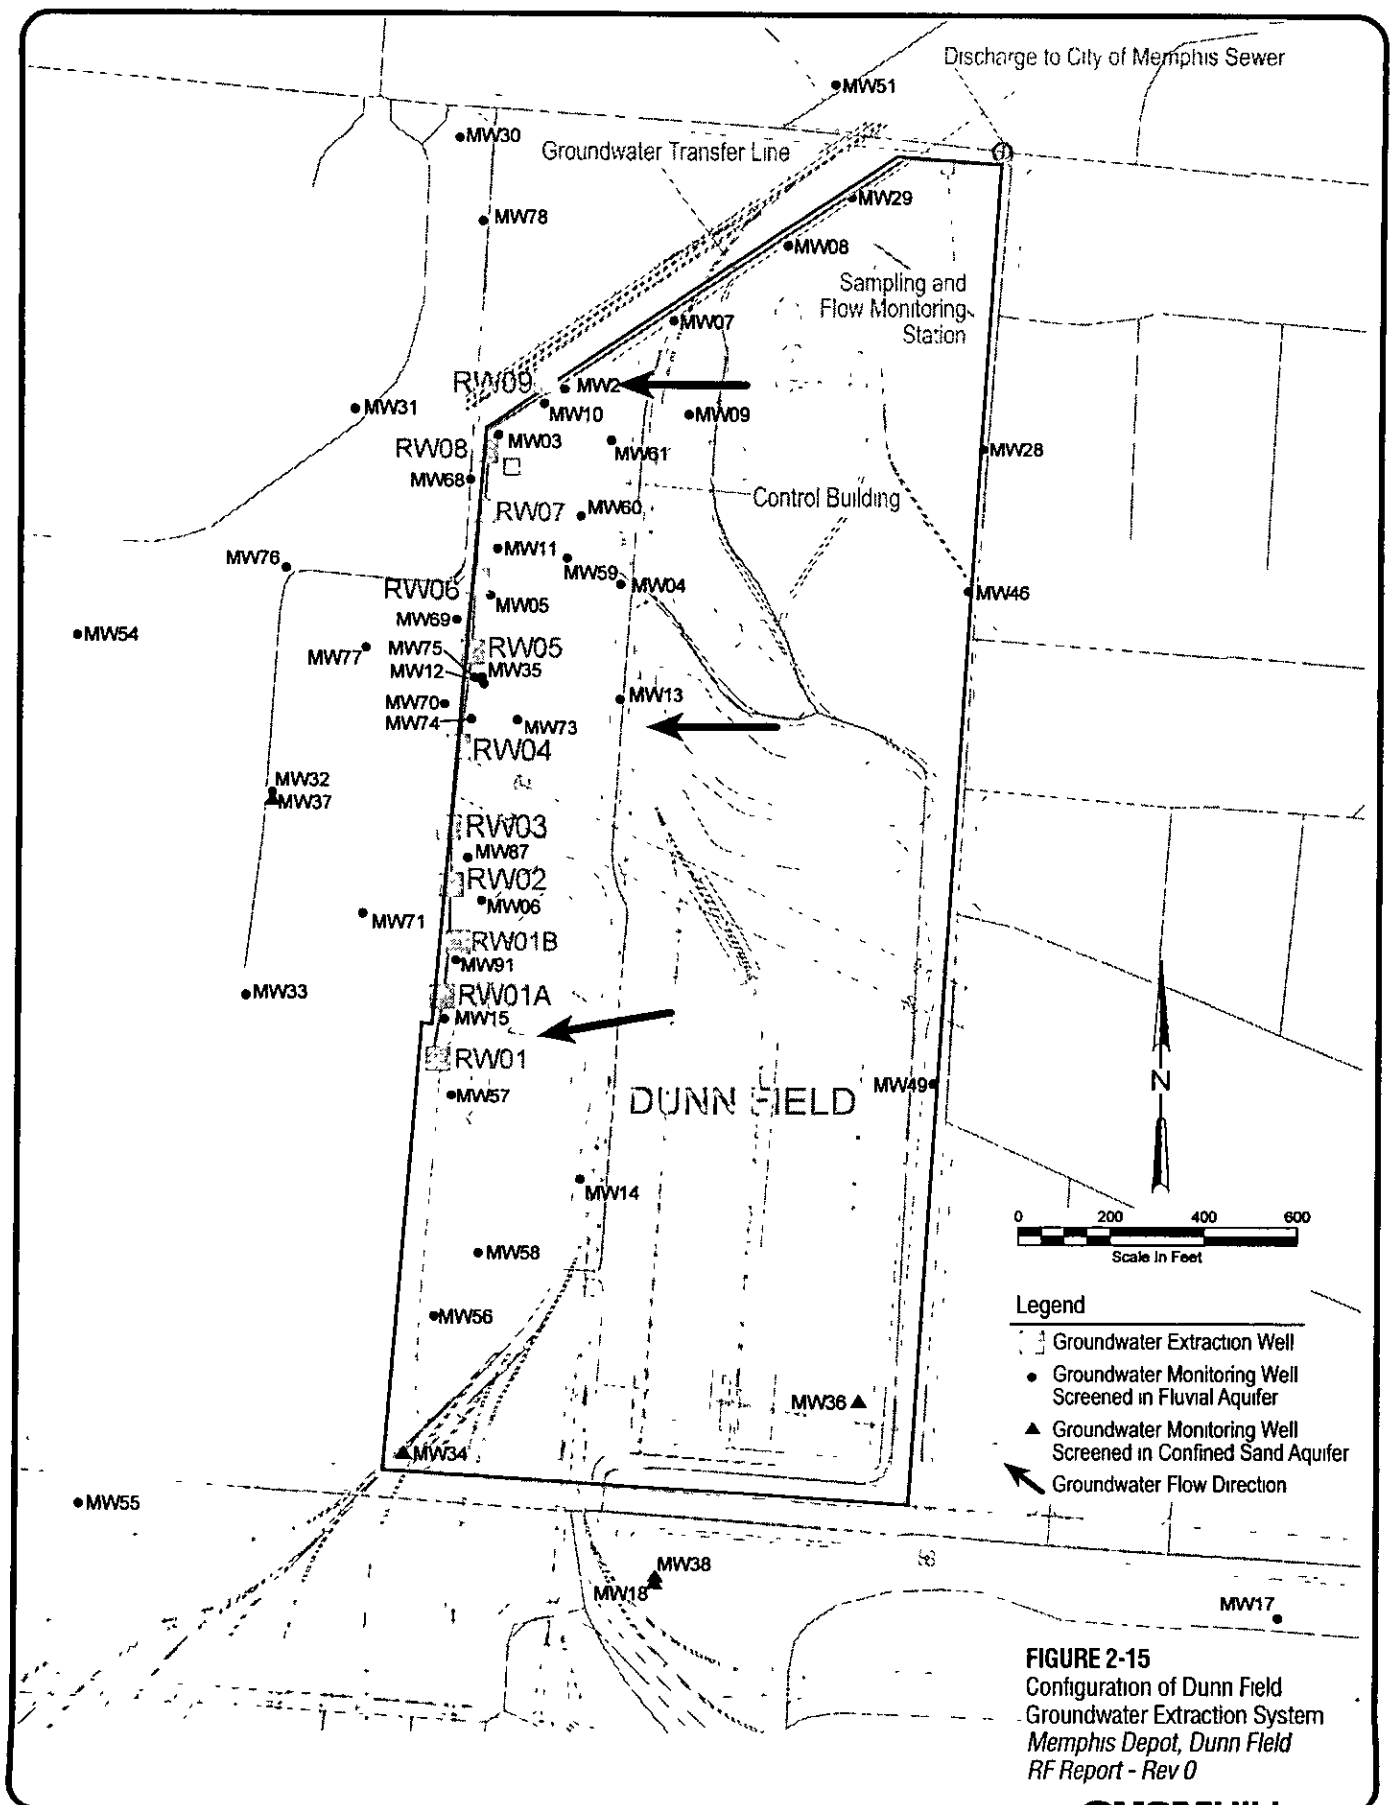 Discharge to City of Memphis Sewer
MW51
MW30
Groundwater Transfer Line
MW29
MW78
MW08
Sampling and
Flow Monitoring
Station
MW07
RW09
MW2
MW31
MW10
MW09
MW03
RW08
MW61
MW28
MW68
Control Building
RW07
MW60
MW11
MW76
MW59
MW04
RW06
MW46
MW05
MW69
MW54
MW75
RW05
MW77
MW12
MW35
MW13
MW70
MW74
MW73
RW04
MW32
MW37
RW03
MW87
RW02
MW06
MW71
RW01B
MW91
MW33
RW01A
MW15
RW01
MW49
N
MW57
DUNN FIELD
MW14
0 200 400 600
Scale In Feet
MW58
Legend
MW56
Groundwater Extraction Well
Groundwater Monitoring Well
Screened in Fluvial Aquifer
MW36
Groundwater Monitoring Well
Screened in Confined Sand Aquifer
MW34
Groundwater Flow Direction
MW55
MW38
MW18
MW17
FIGURE 2-15
Configuration of Dunn Field
Groundwater Extraction System
Memphis Depot, Dunn Field
RF Report - Rev 0